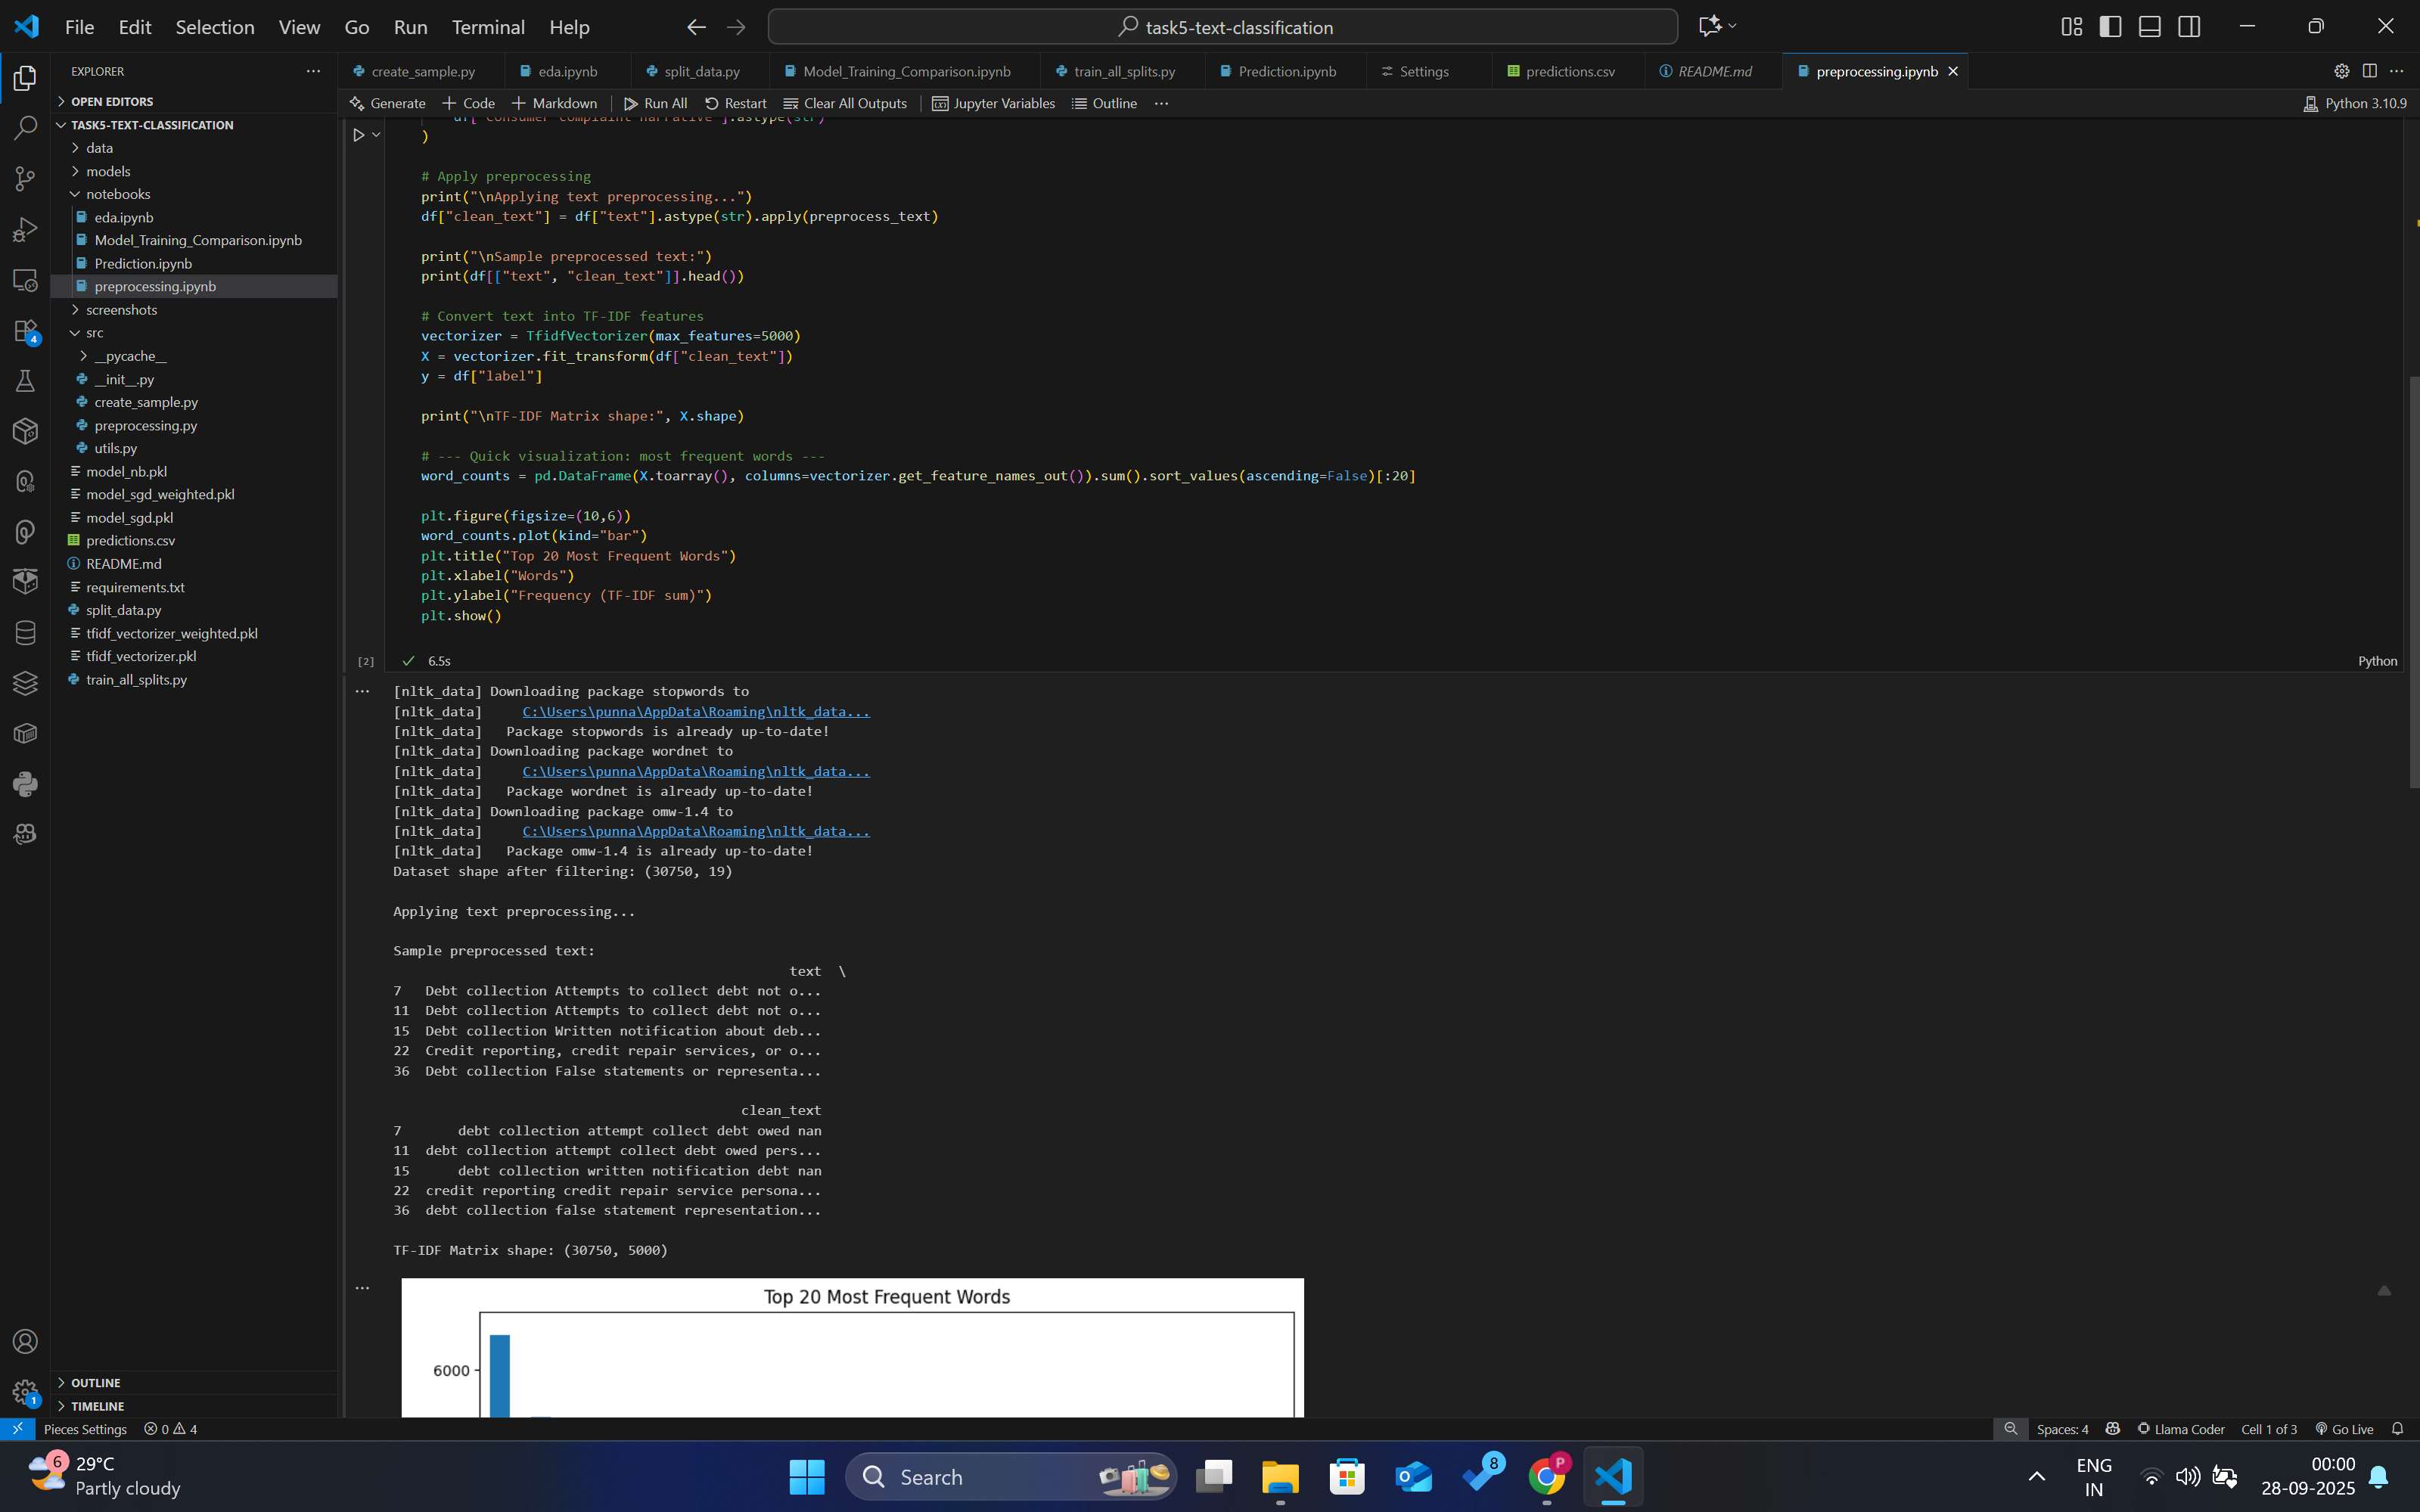 File Edit Selection View Go Run Terminal Help
task5-text-classification
EXPLORER
OPEN EDITORS
TASK5-TEXT-CLASSIFICATION
data
models
notebooks
eda.ipynb
Model_Training_Comparison.ipynb
Prediction.ipynb
preprocessing.ipynb
screenshots
src
__pycache__
__init__.py
create_sample.py
preprocessing.py
utils.py
model_nb.pkl
model_sgd_weighted.pkl
model_sgd.pkl
predictions.csv
README.md
requirements.txt
split_data.py
tfidf_vectorizer_weighted.pkl
tfidf_vectorizer.pkl
train_all_splits.py
OUTLINE
TIMELINE
4
1
create_sample.py eda.ipynb split_data.py Model_Training_Comparison.ipynb train_all_splits.py Prediction.ipynb Settings predictions.csv README.md preprocessing.ipynb
Generate + Code + Markdown Run All Restart Clear All Outputs Jupyter Variables Outline ... Python 3.10.9
df["Consumer complaint narrative"].astype(str)
)
# Apply preprocessing
print("\nApplying text preprocessing...")
df["clean_text"] = df["text"].astype(str).apply(preprocess_text)
print("\nSample preprocessed text:")
print(df[["text", "clean_text"]].head())
# Convert text into TF-IDF features
vectorizer = TfidfVectorizer(max_features=5000)
X = vectorizer.fit_transform(df["clean_text"])
y = df["label"]
print("\nTF-IDF Matrix shape:", X.shape)
# --- Quick visualization: most frequent words ---
word_counts = pd.DataFrame(X.toarray(), columns=vectorizer.get_feature_names_out()).sum().sort_values(ascending=False)[:20]
plt.figure(figsize=(10,6))
word_counts.plot(kind="bar")
plt.title("Top 20 Most Frequent Words")
plt.xlabel("Words")
plt.ylabel("Frequency (TF-IDF sum)")
plt.show()
[2] 6.5s Python
[nltk_data] Downloading package stopwords to
[nltk_data]     C:\Users\punna\AppData\Roaming\nltk_data...
[nltk_data]   Package stopwords is already up-to-date!
[nltk_data] Downloading package wordnet to
[nltk_data]     C:\Users\punna\AppData\Roaming\nltk_data...
[nltk_data]   Package wordnet is already up-to-date!
[nltk_data] Downloading package omw-1.4 to
[nltk_data]     C:\Users\punna\AppData\Roaming\nltk_data...
[nltk_data]   Package omw-1.4 is already up-to-date!
Dataset shape after filtering: (30750, 19)
Applying text preprocessing...
Sample preprocessed text:
text \
7 Debt collection Attempts to collect debt not o...
11 Debt collection Attempts to collect debt not o...
15 Debt collection Written notification about deb...
22 Credit reporting, credit repair services, or o...
36 Debt collection False statements or representa...
clean_text
7 debt collection attempt collect debt owed nan
11 debt collection attempt collect debt owed pers...
15 debt collection written notification debt nan
22 credit reporting credit repair service persona...
36 debt collection false statement representation...
TF-IDF Matrix shape: (30750, 5000)
Top 20 Most Frequent Words
6000
Pieces Settings 0 4 Spaces: 4 Llama Coder Cell 1 of 3 Go Live
6 29°C
Partly cloudy
Search
8
P
ENG
IN
00:00
28-09-2025